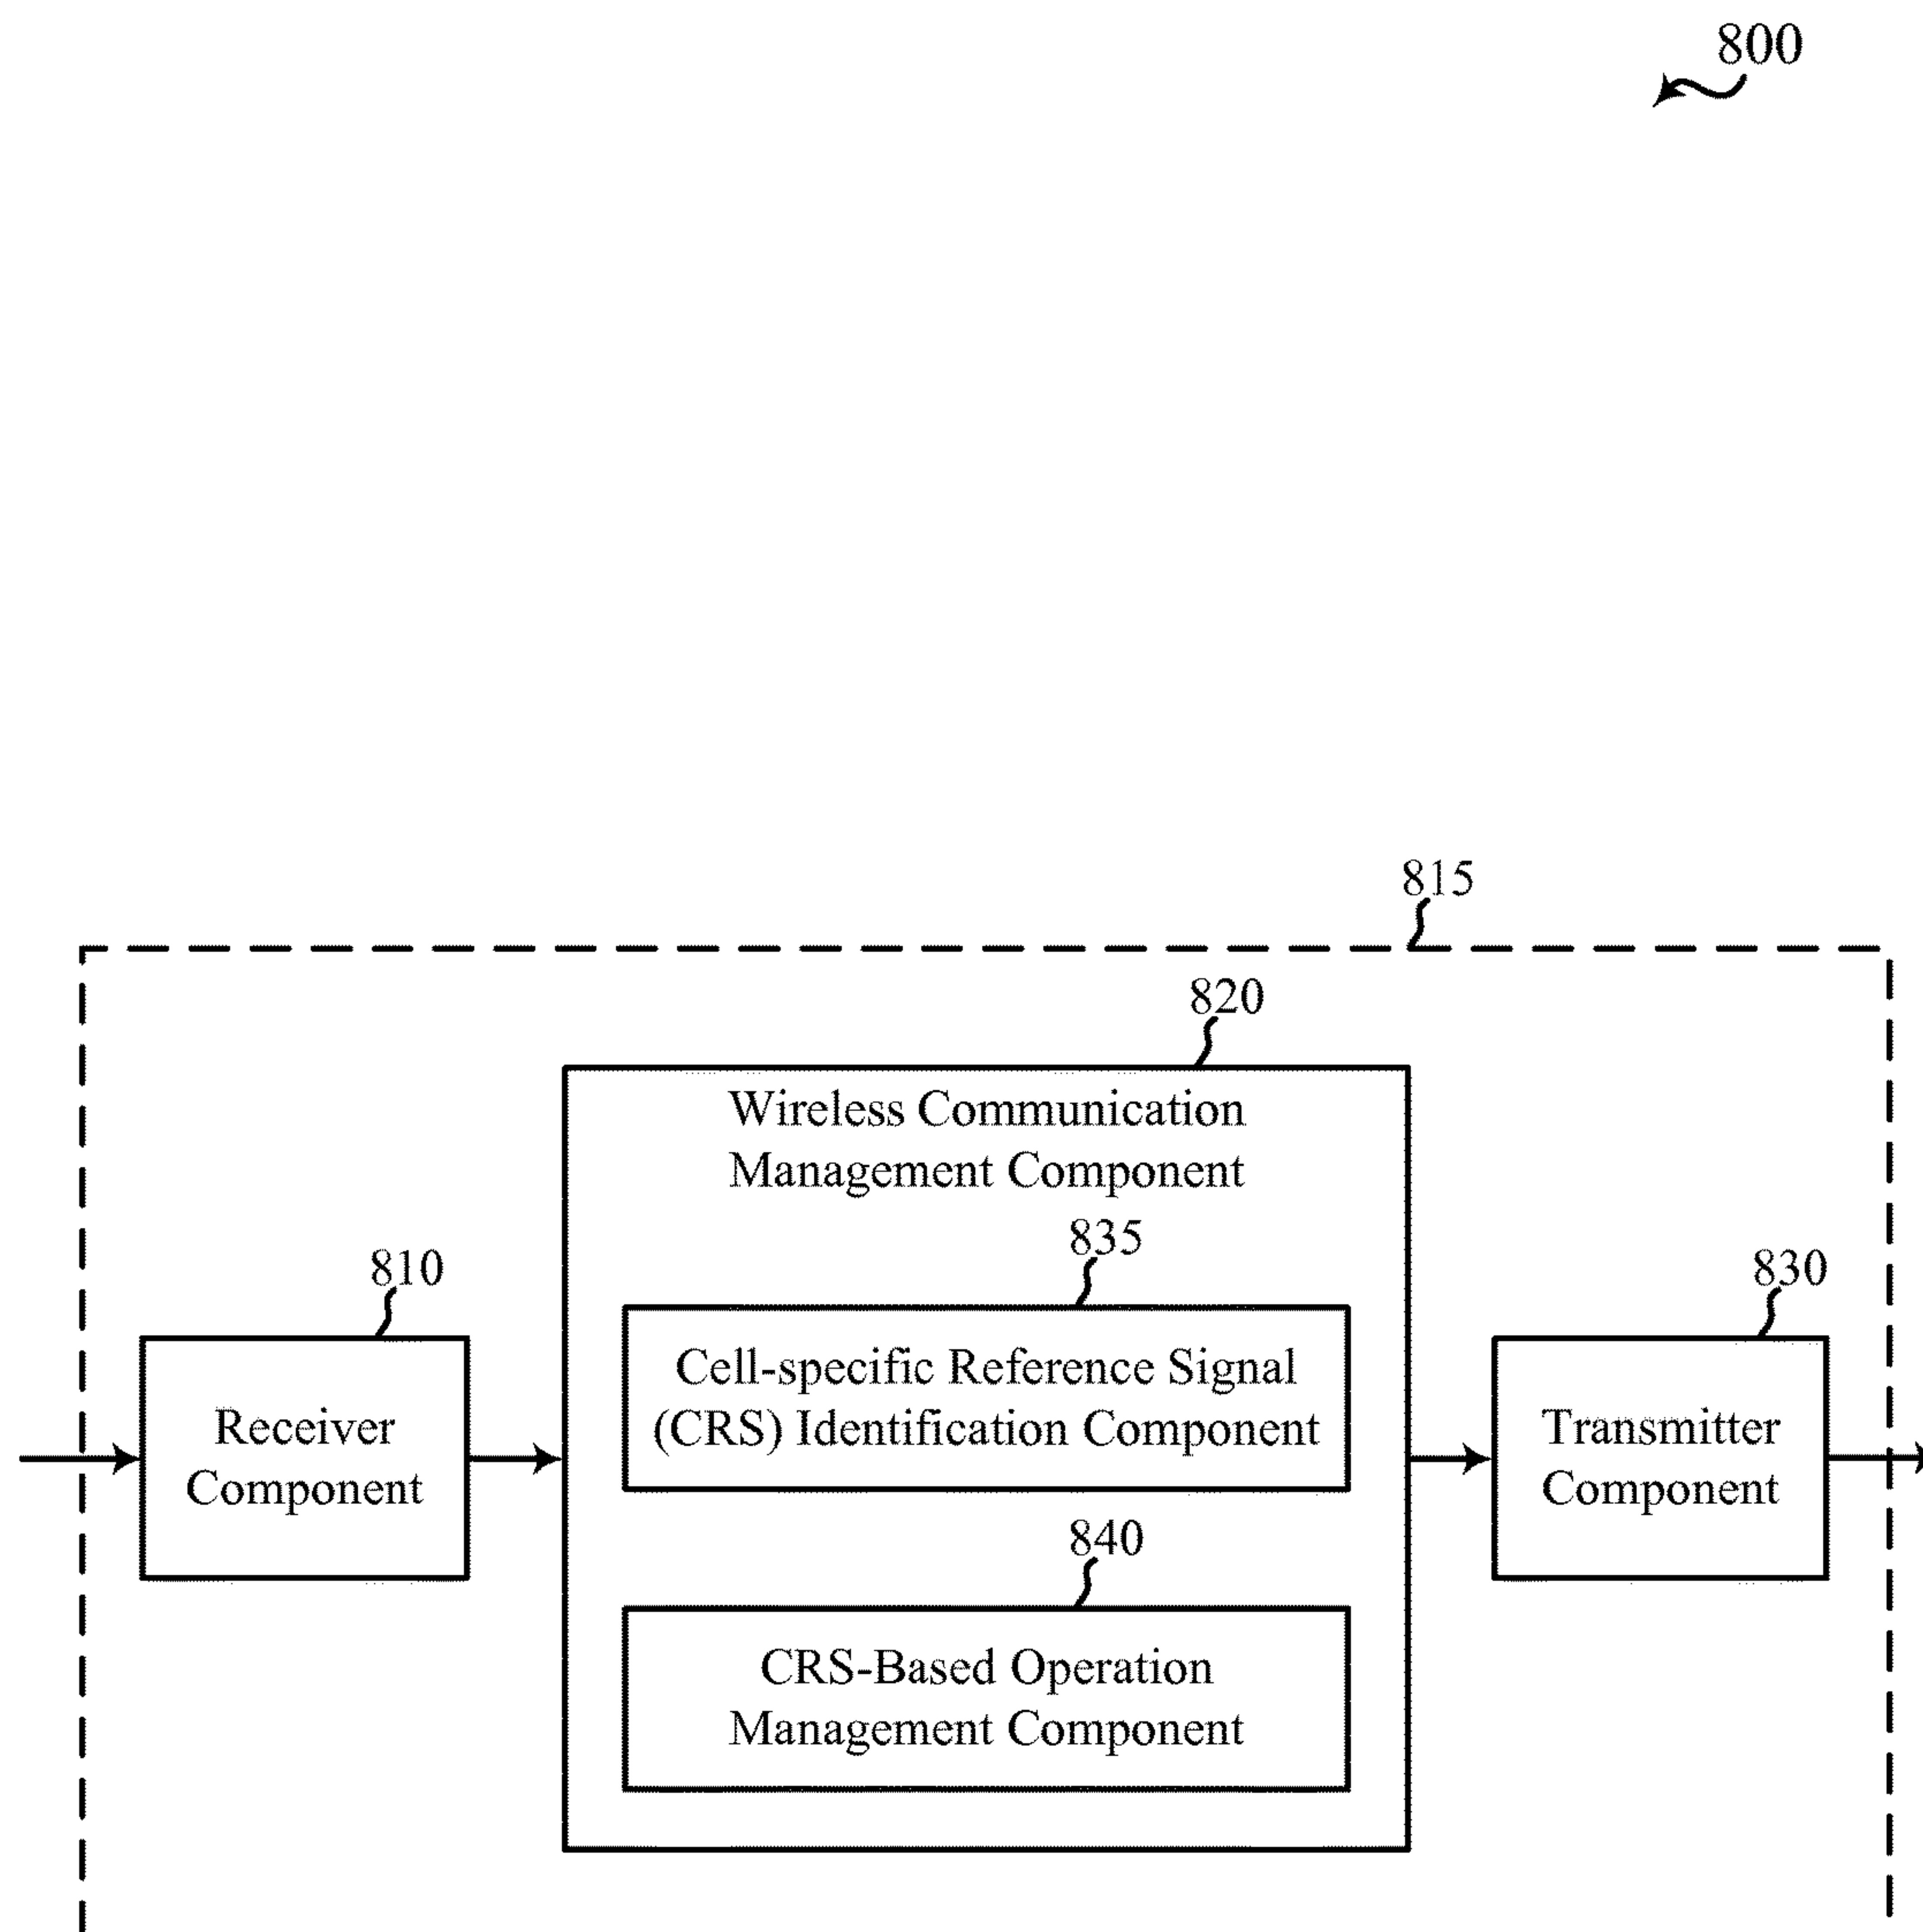 800
815
820
Wireless Communication
Management Component
835
810
830
Cell-specific Reference Signal
(CRS) Identification Component
Receiver
Component
Transmitter
Component
840
CRS-Based Operation
Management Component